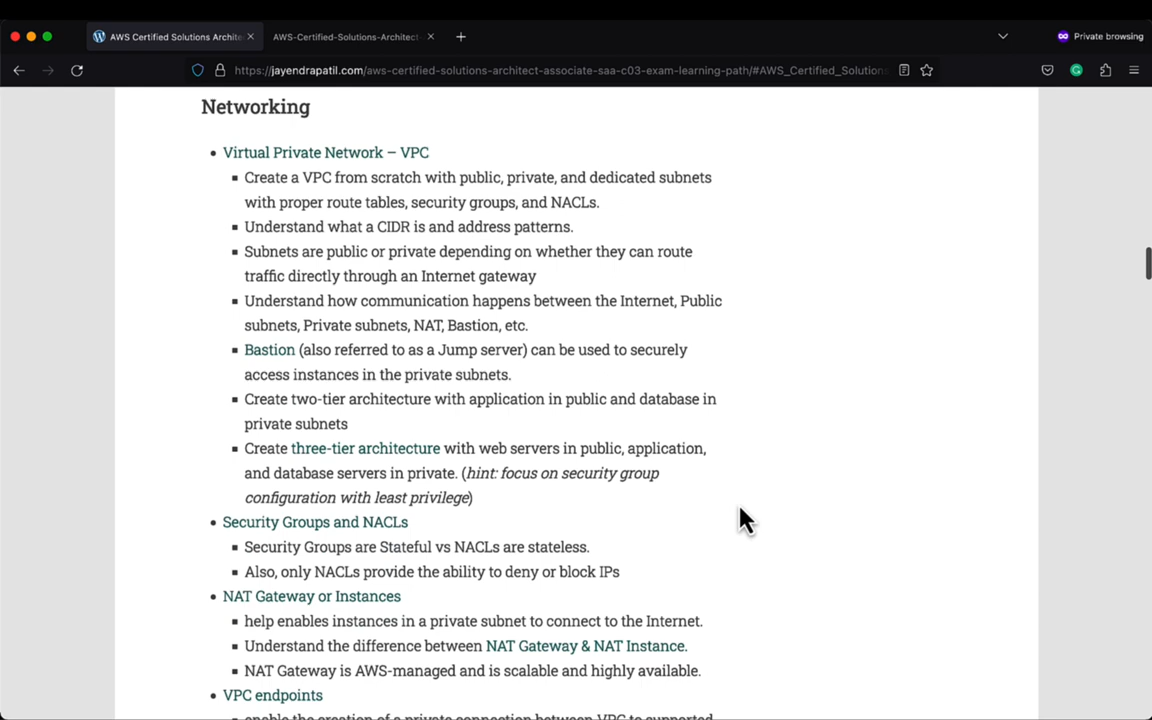 AWS Certified Solutions Archite
AWS-Certified-Solutions-Architect
Private browsing
https://jayendrapatil.com/aws-certified-solutions-architect-associate-saa-c03-exam-learning-path/#AWS_Certified_Solutions
Networking
• Virtual Private Network – VPC
▪ Create a VPC from scratch with public, private, and dedicated subnets
with proper route tables, security groups, and NACLs.
▪ Understand what a CIDR is and address patterns.
▪ Subnets are public or private depending on whether they can route
traffic directly through an Internet gateway
▪ Understand how communication happens between the Internet, Public
subnets, Private subnets, NAT, Bastion, etc.
▪ Bastion (also referred to as a Jump server) can be used to securely
access instances in the private subnets.
▪ Create two-tier architecture with application in public and database in
private subnets
▪ Create three-tier architecture with web servers in public, application,
and database servers in private. (hint: focus on security group
configuration with least privilege)
• Security Groups and NACLs
▪ Security Groups are Stateful vs NACLs are stateless.
▪ Also, only NACLs provide the ability to deny or block IPs
• NAT Gateway or Instances
▪ help enables instances in a private subnet to connect to the Internet.
▪ Understand the difference between NAT Gateway & NAT Instance.
▪ NAT Gateway is AWS-managed and is scalable and highly available.
• VPC endpoints
▪ enable the creation of a private connection between VPC to supported